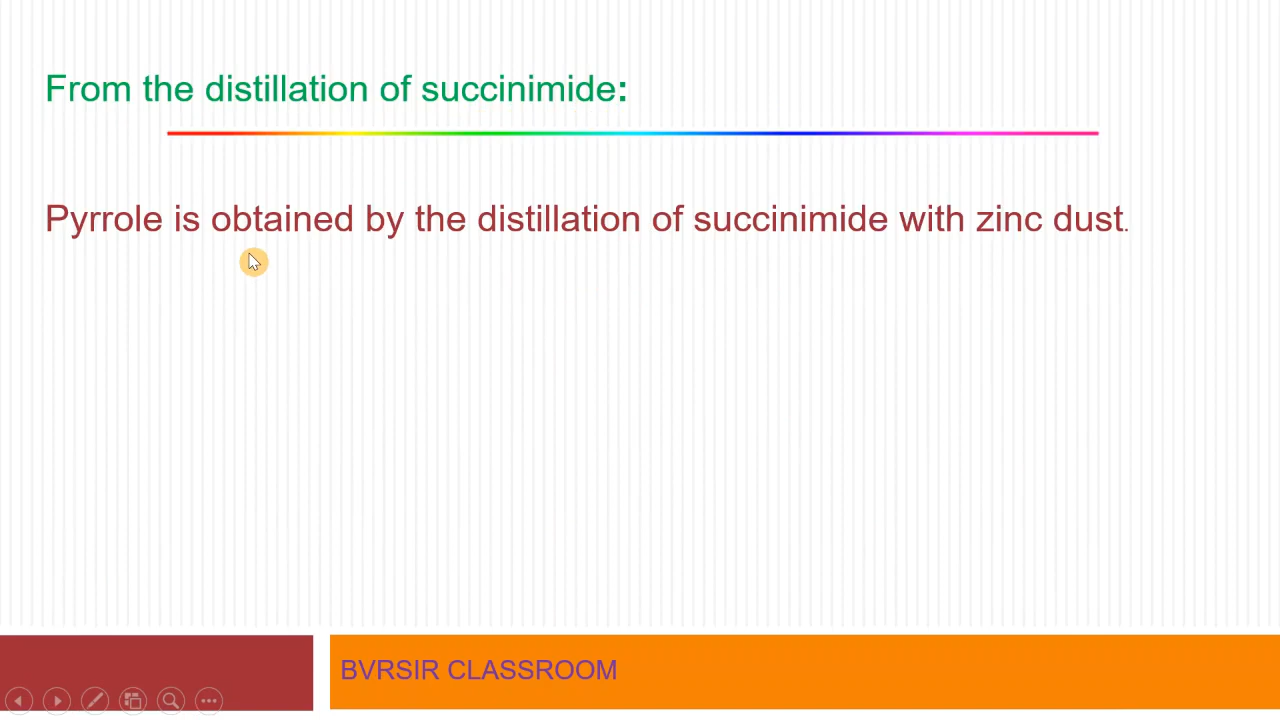 From the distillation of succinimide:
Pyrrole is obtained by the distillation of succinimide with zinc dust.
BVRSIR CLASSROOM